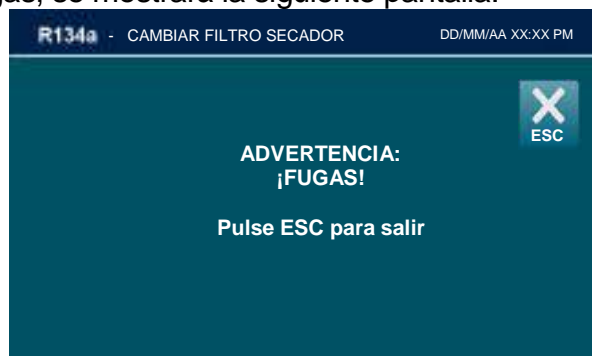 gas, se mostrará la siguiente pantalla:
R134a - CAMBIAR FILTRO SECADOR DD/MM/AA XX:XX PM
ESC
ADVERTENCIA:
¡FUGAS!
Pulse ESC para salir